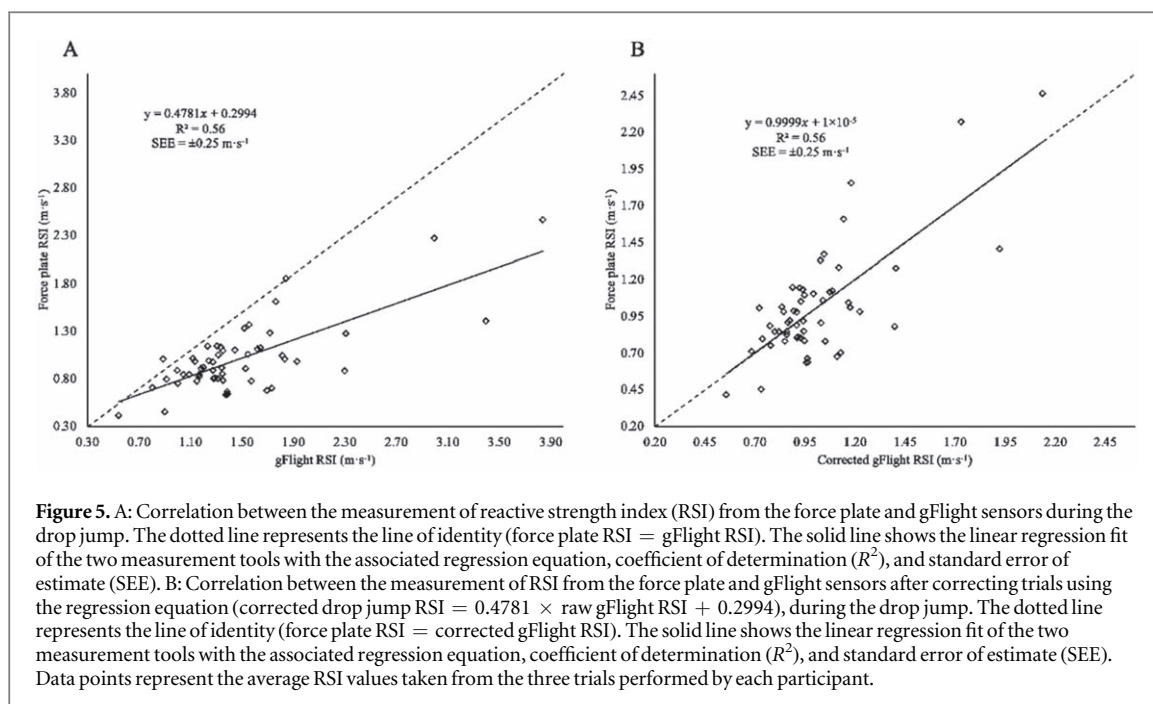 A
B
3.80
3.30
2.80
2.30
1.80
1.30
0.80
0.30
Force plate RSI (m·s⁻¹)
y = 0.4781x + 0.2994
R² = 0.56
SEE = ±0.25 m·s⁻¹
0.30 0.70 1.10 1.50 1.90 2.30 2.70 3.10 3.50 3.90
gFlight RSI (m·s⁻¹)
2.45
2.20
1.95
1.70
1.45
1.20
0.95
0.70
0.45
0.20
Force plate RSI (m·s⁻¹)
y = 0.9999x + 1×10⁻⁵
R² = 0.56
SEE = ±0.25 m·s⁻¹
0.20 0.45 0.70 0.95 1.20 1.45 1.70 1.95 2.20 2.45
Corrected gFlight RSI (m·s⁻¹)
Figure 5. A: Correlation between the measurement of reactive strength index (RSI) from the force plate and gFlight sensors during the
drop jump. The dotted line represents the line of identity (force plate RSI = gFlight RSI). The solid line shows the linear regression fit
of the two measurement tools with the associated regression equation, coefficient of determination (R²), and standard error of
estimate (SEE). B: Correlation between the measurement of RSI from the force plate and gFlight sensors after correcting trials using
the regression equation (corrected drop jump RSI = 0.4781 × raw gFlight RSI + 0.2994), during the drop jump. The dotted line
represents the line of identity (force plate RSI = corrected gFlight RSI). The solid line shows the linear regression fit of the two
measurement tools with the associated regression equation, coefficient of determination (R²), and standard error of estimate (SEE).
Data points represent the average RSI values taken from the three trials performed by each participant.